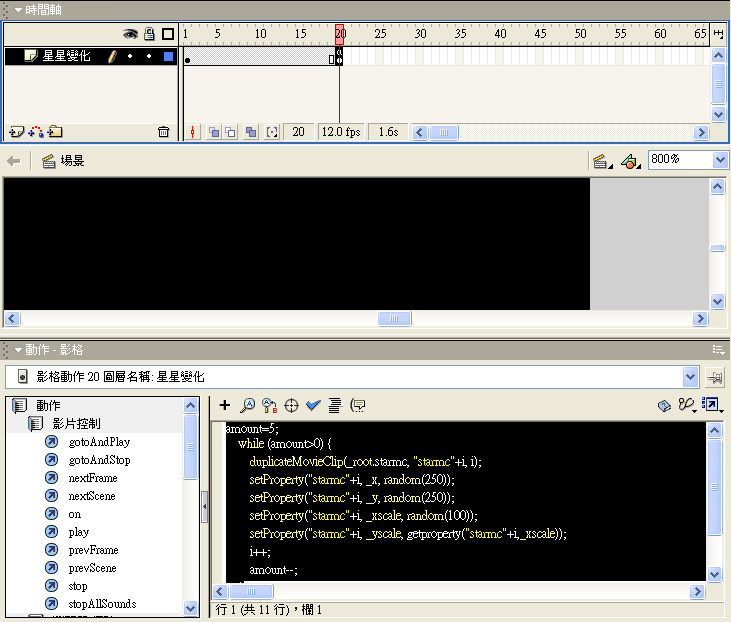 時間軸
1 5 10 15 20 25 30 35 40 45 50 55 60 65
星星變化
20 12.0 fps 1.6s
場景 800%
動作 - 影格
影格動作 20 圖層名稱: 星星變化
動作
影片控制
gotoAndPlay
gotoAndStop
nextFrame
nextScene
on
play
prevFrame
prevScene
stop
stopAllSounds
amount=5;
while (amount>0) {
duplicateMovieClip(_root.starmc, "starmc"+i, i);
setProperty("starmc"+i, _x, random(250));
setProperty("starmc"+i, _y, random(250));
setProperty("starmc"+i, _xscale, random(100));
setProperty("starmc"+i, _yscale, getproperty("starmc"+i,_xscale));
i++;
amount--;
行 1 (共 11 行)，欄 1